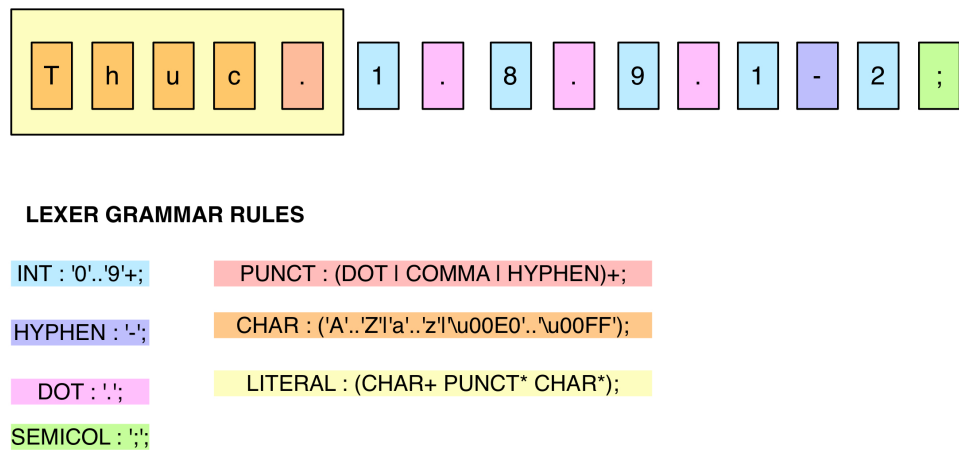 T h u c . 1 . 8 . 9 . 1 - 2 ;
LEXER GRAMMAR RULES
INT : '0'..'9'+;
PUNCT : (DOT | COMMA | HYPHEN)+;
HYPHEN : '-';
CHAR : ('A'..'Z'|'a'..'z'|'\u00E0'..'\u00FF');
DOT : '.';
LITERAL : (CHAR+ PUNCT* CHAR*);
SEMICOL : ';';